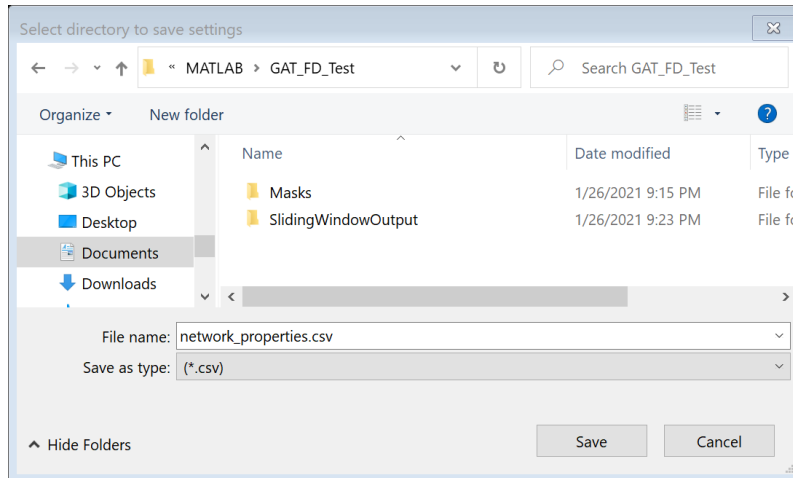 Select directory to save settings
« MATLAB > GAT_FD_Test
Search GAT_FD_Test
Organize
New folder
?
Name
Date modified
Type
This PC
3D Objects
Desktop
Documents
Downloads
Masks
1/26/2021 9:15 PM
File fo
SlidingWindowOutput
1/26/2021 9:23 PM
File fo
File name: network_properties.csv
Save as type: (*.csv)
Hide Folders
Save
Cancel